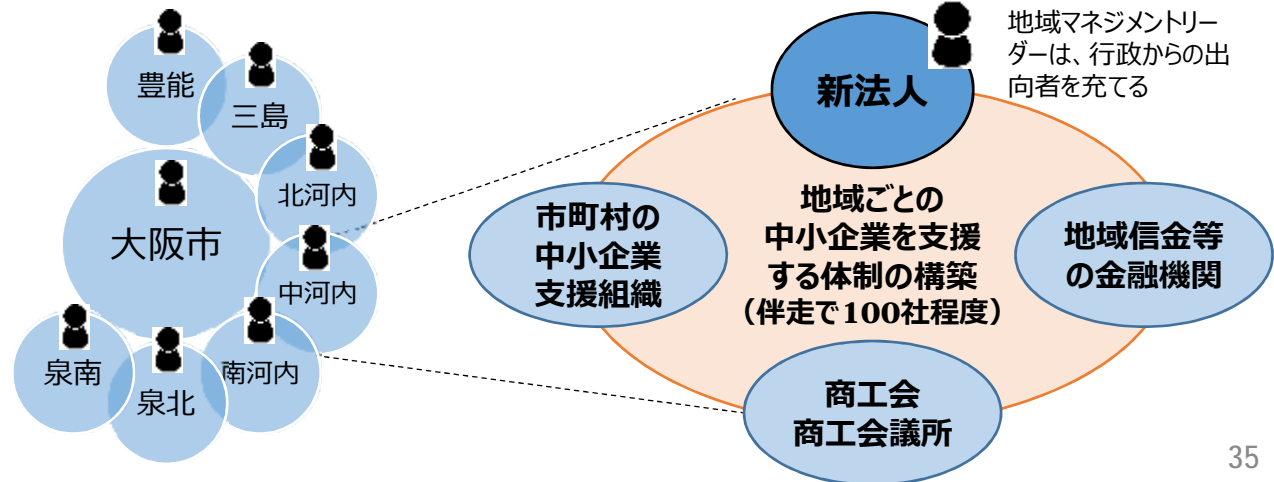 豊能
三島
北河内
大阪市
中河内
南河内
泉北
泉南
新法人
地域マネジメントリー
ダーは、行政からの出
向者を充てる
市町村の
中小企業
支援組織
地域ごとの
中小企業を支援
する体制の構築
（伴走で100社程度）
地域信金等
の金融機関
商工会
商工会議所
35